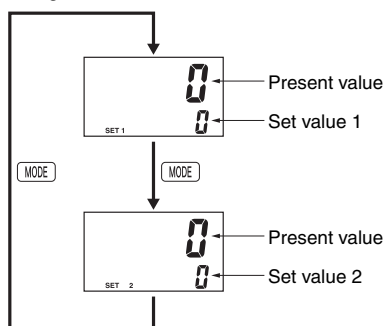 0 Present value
0 Set value 1
SET 1
MODE MODE
0 Present value
0 Set value 2
SET 2